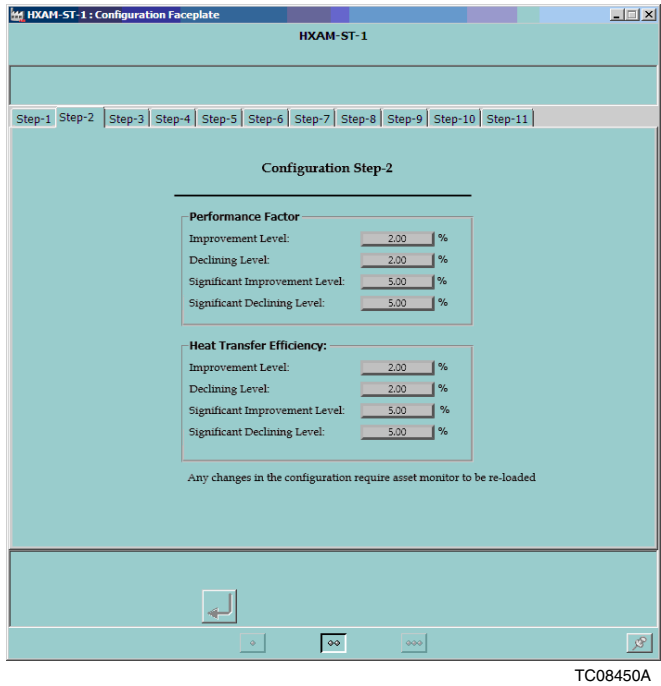 HXAM-ST-1 : Configuration Faceplate
HXAM-ST-1
Step-1 Step-2 Step-3 Step-4 Step-5 Step-6 Step-7 Step-8 Step-9 Step-10 Step-11
Configuration Step-2
Performance Factor
Improvement Level: 2.00 %
Declining Level: 2.00 %
Significant Improvement Level: 5.00 %
Significant Declining Level: 5.00 %
Heat Transfer Efficiency:
Improvement Level: 2.00 %
Declining Level: 2.00 %
Significant Improvement Level: 5.00 %
Significant Declining Level: 5.00 %
Any changes in the configuration require asset monitor to be re-loaded
TC08450A